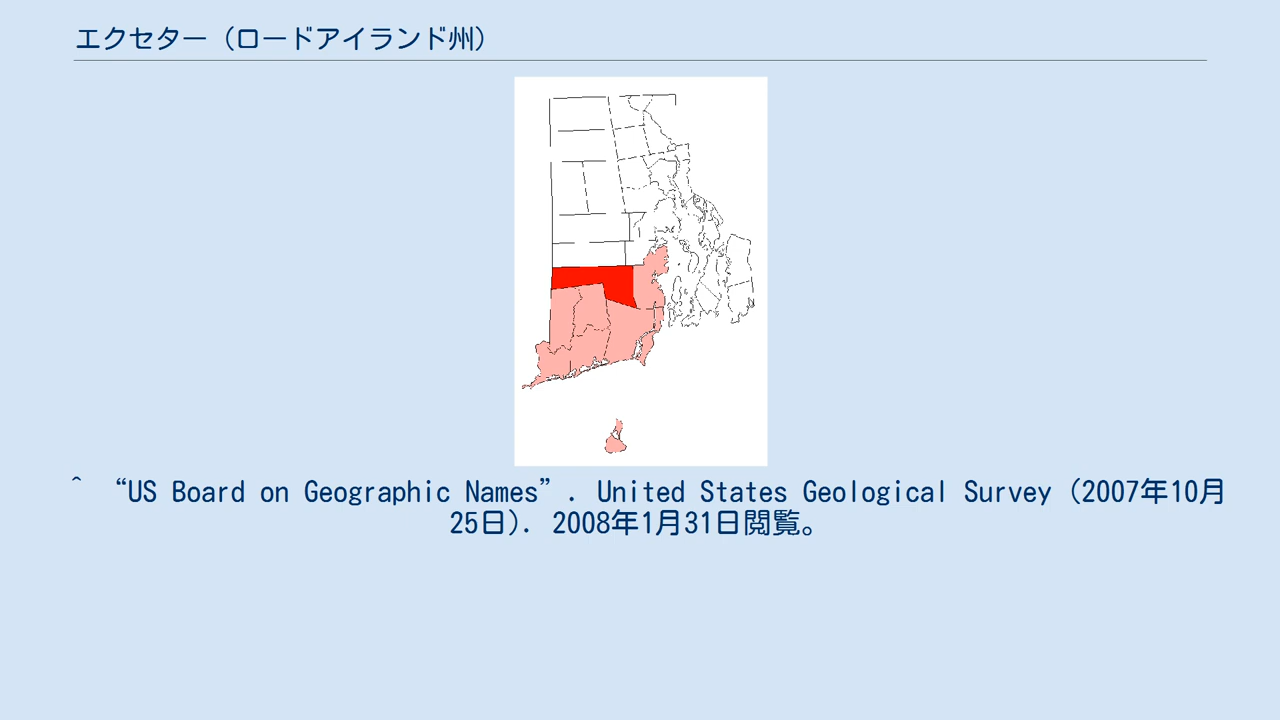 エクセター（ロードアイランド州）
^ “US Board on Geographic Names”. United States Geological Survey (2007年10月
25日). 2008年1月31日閲覧。